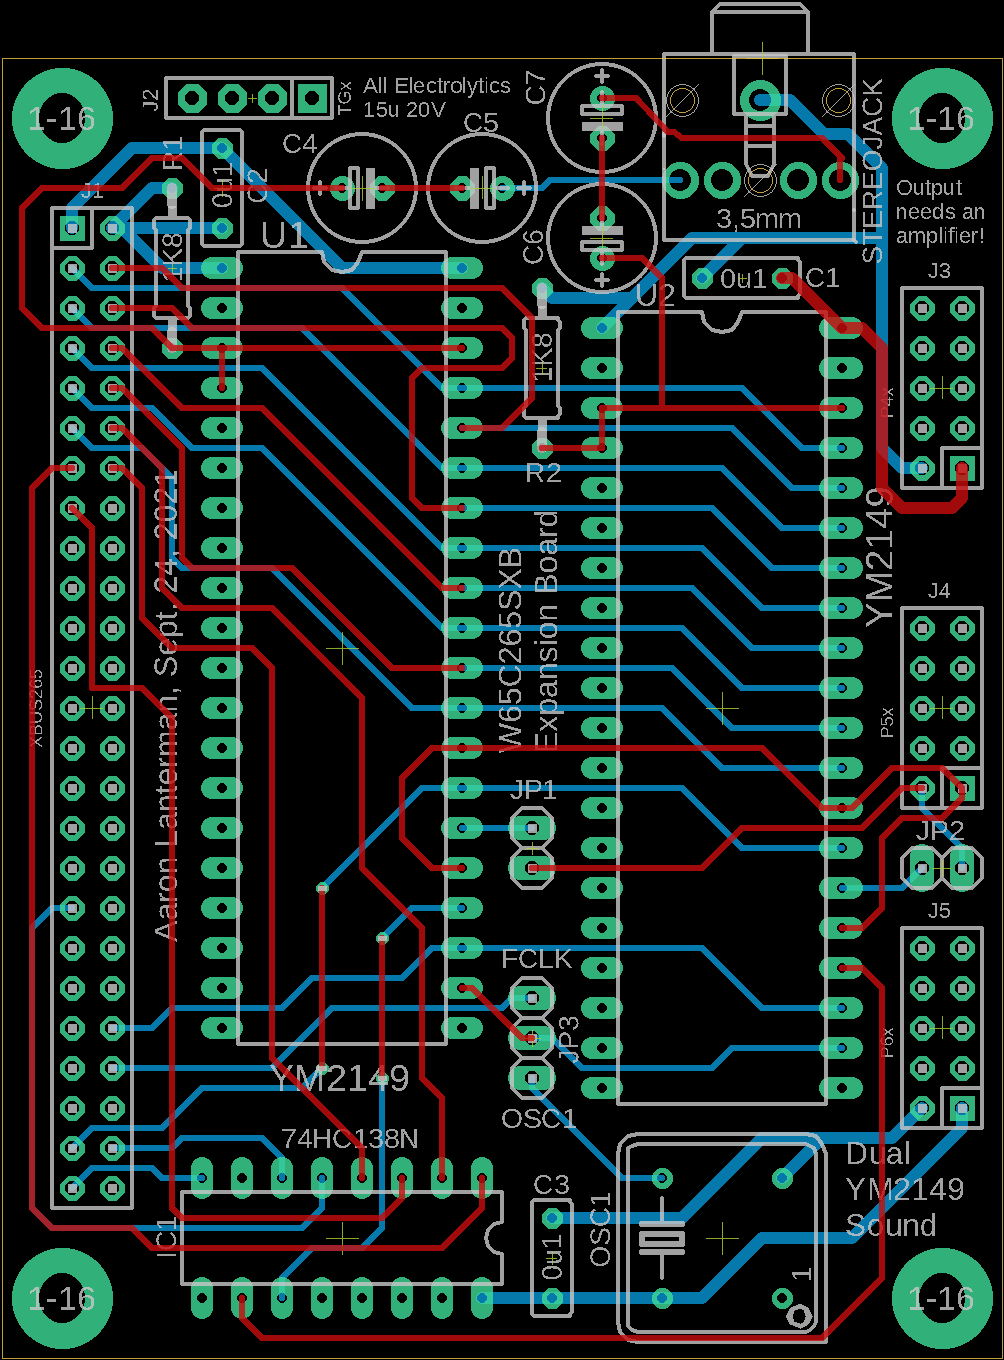 C7
J2
TGx
All Electrolytics
15u 20V
1-16
1-16
C5
C4
R1
0u1
C2
STEREOJACK
J1
Output
needs an
amplifier!
3,5mm
U1
C6
1K8
0u1
C1
J3
U2
1K8
P4x
R2
YM2149
Aaron Lanterman, Sept. 24, 2021
W65C265SXB
Expansion Board
J4
XBUS265
P5x
JP1
JP2
J5
FCLK
JP3
P6x
YM2149
OSC1
74HC138N
Dual
YM2149
Sound
C3
OSC1
IC1
0u1
1
1-16
1-16